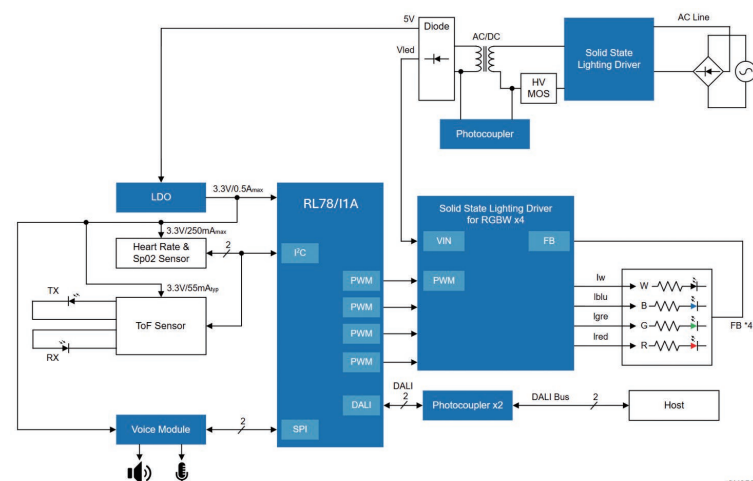 5V
Diode
AC/DC
AC Line
Vled
Solid State
Lighting Driver
HV
MOS
Photocoupler
LDO
3.3V/0.5Amax
RL78/I1A
Solid State Lighting Driver
for RGBW x4
3.3V/250mAmax
Heart Rate &
Sp02 Sensor
2
I²C
VIN
FB
TX
3.3V/55mAtyp
ToF Sensor
RX
PWM
PWM
PWM
PWM
PWM
Iw
W
Iblu
B
Igre
G
Ired
R
FB *4
DALI
DALI
2
Photocoupler x2
DALI Bus
2
Host
Voice Module
2
SPI